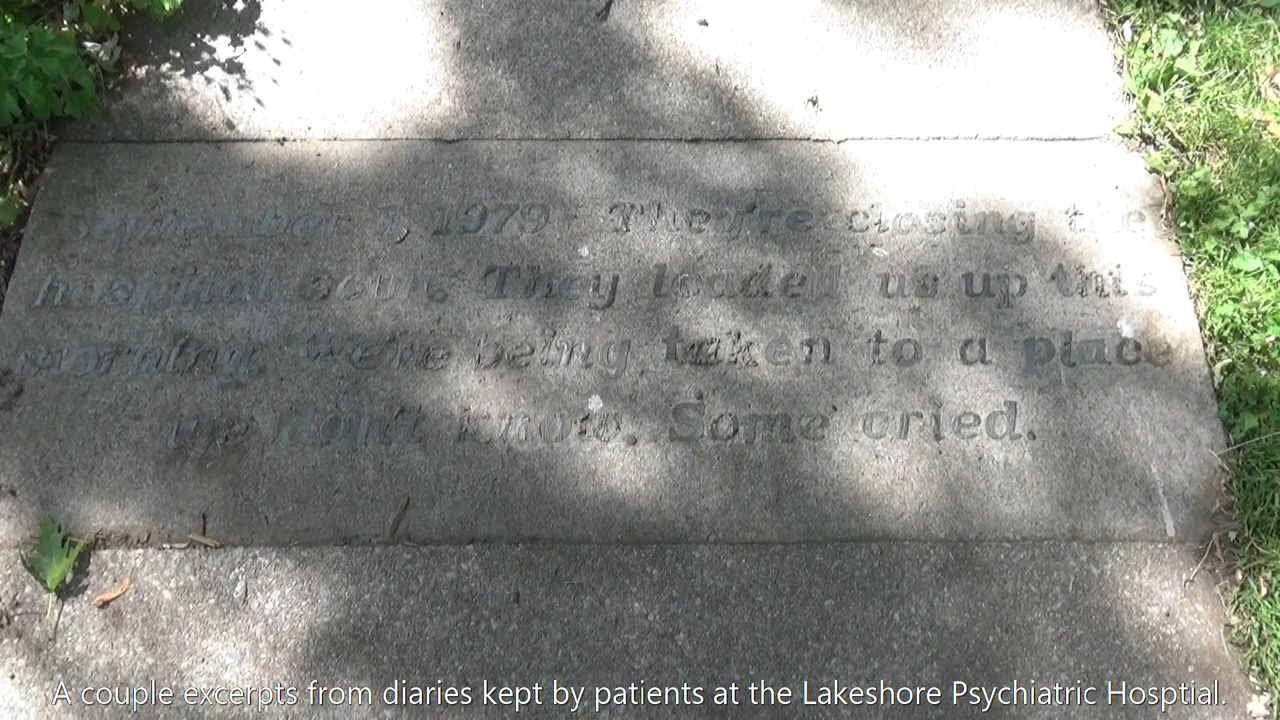 September 1, 1979. They're closing the
hospital soon. They loaded us up this
morning. We're being taken to a place
we don't know. Some cried.
A couple excerpts from diaries kept by patients at the Lakeshore Psychiatric Hosptial.